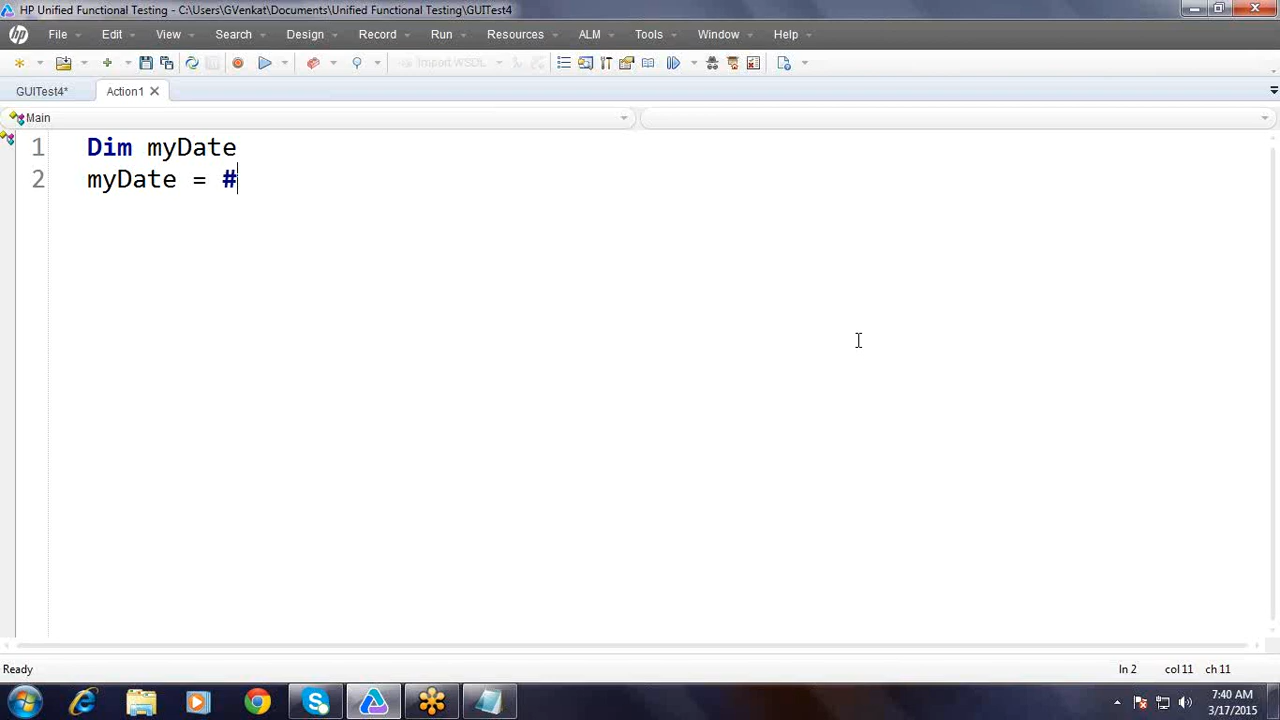 HP Unified Functional Testing - C:\Users\GVenkat\Documents\Unified Functional Testing\GUITest4
hp File Edit View Search Design Record Run Resources ALM Tools Window Help
Import WSDL
GUITest4* Action1
Main
1 Dim myDate
2 myDate = #
Ready ln 2 col 11 ch 11
7:40 AM
3/17/2015